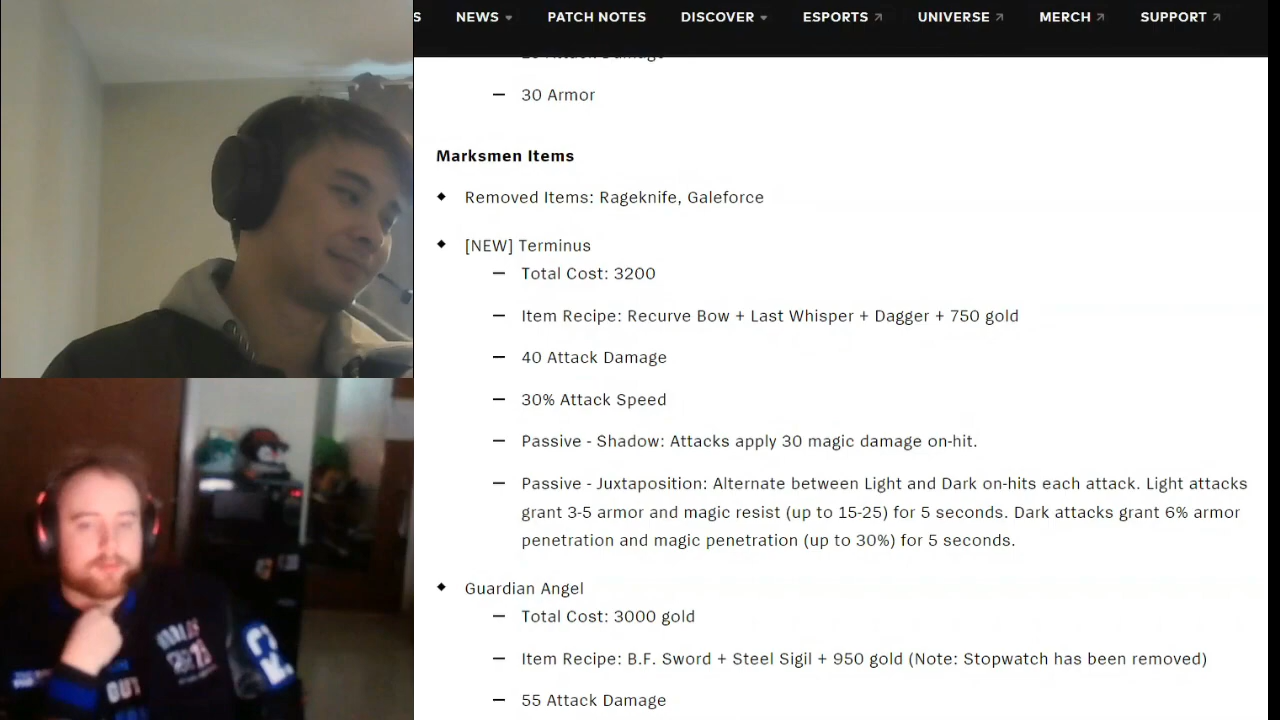 S NEWS PATCH NOTES DISCOVER ESPORTS UNIVERSE MERCH SUPPORT
30 Armor
Marksmen Items
Removed Items: Rageknife, Galeforce
[NEW] Terminus
— Total Cost: 3200
— Item Recipe: Recurve Bow + Last Whisper + Dagger + 750 gold
— 40 Attack Damage
— 30% Attack Speed
— Passive - Shadow: Attacks apply 30 magic damage on-hit.
— Passive - Juxtaposition: Alternate between Light and Dark on-hits each attack. Light attacks
grant 3-5 armor and magic resist (up to 15-25) for 5 seconds. Dark attacks grant 6% armor
penetration and magic penetration (up to 30%) for 5 seconds.
Guardian Angel
— Total Cost: 3000 gold
— Item Recipe: B.F. Sword + Steel Sigil + 950 gold (Note: Stopwatch has been removed)
— 55 Attack Damage